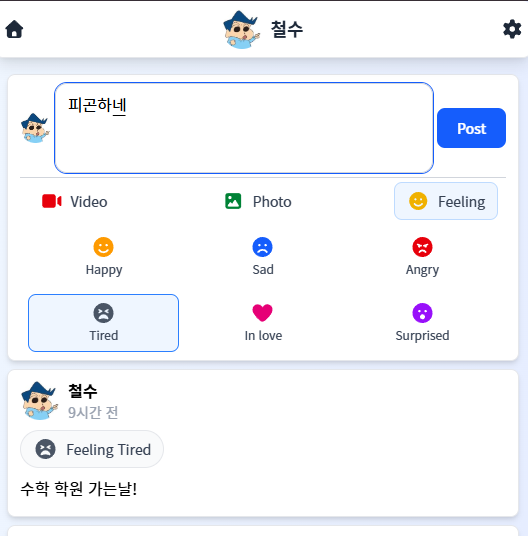 철수
피곤하네
Post
Video Photo Feeling
Happy Sad Angry
Tired In love Surprised
철수
9시간 전
Feeling Tired
수학 학원 가는날!